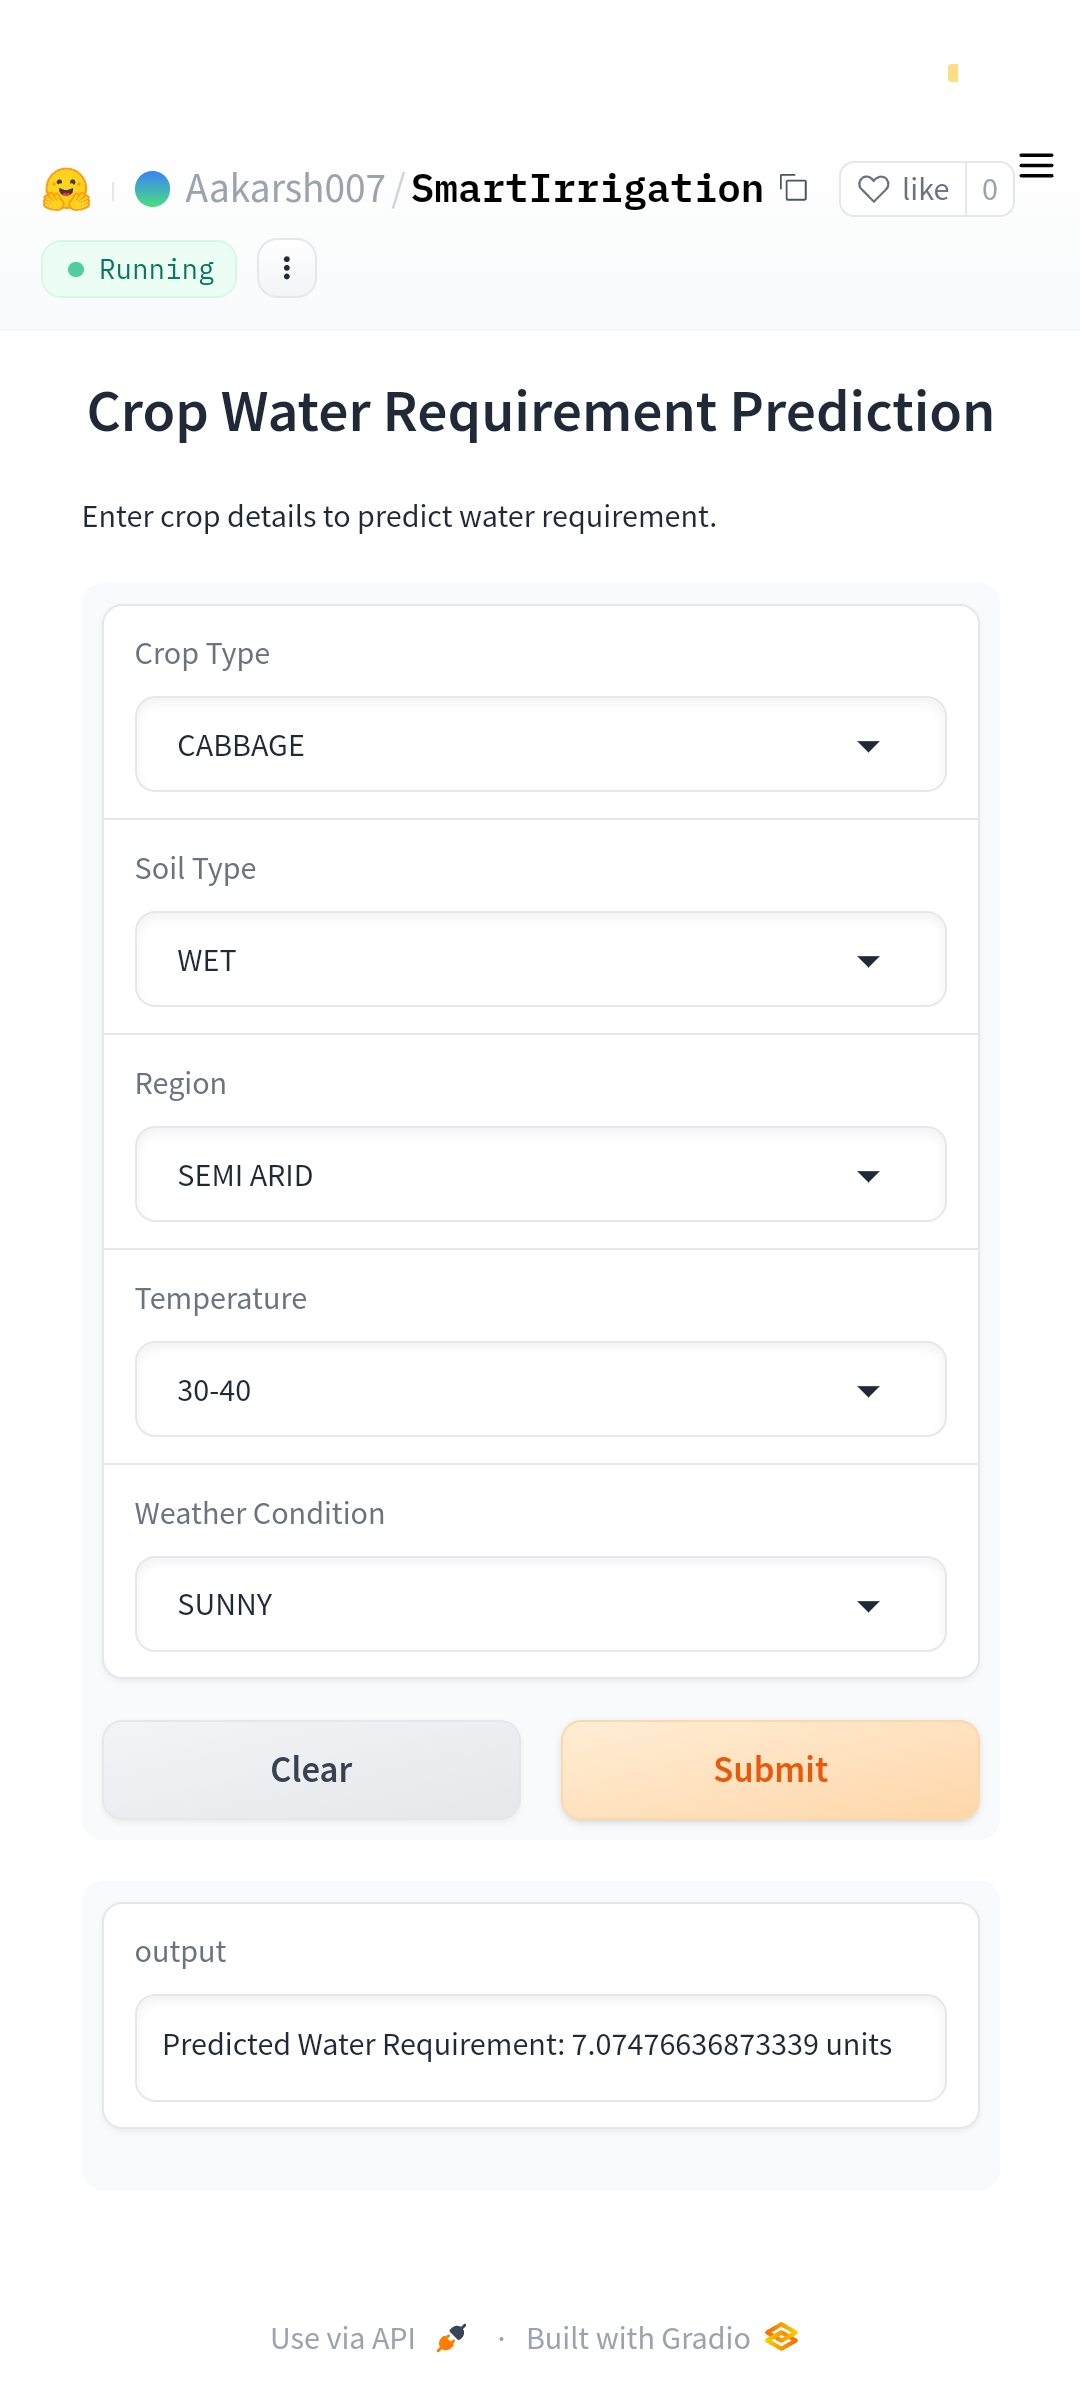 Aakarsh007/SmartIrrigation like 0
Running
Crop Water Requirement Prediction
Enter crop details to predict water requirement.
Crop Type
CABBAGE
Soil Type
WET
Region
SEMI ARID
Temperature
30-40
Weather Condition
SUNNY
Clear Submit
output
Predicted Water Requirement: 7.07476636873339 units
Use via API · Built with Gradio